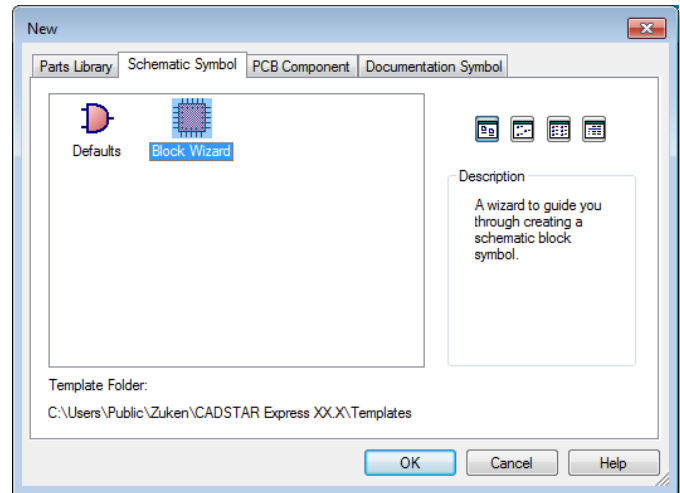 New
Parts Library Schematic Symbol PCB Component Documentation Symbol
Defaults Block Wizard
Description
A wizard to guide you
through creating a
schematic block
symbol.
Template Folder:
C:\Users\Public\Zuken\CADSTAR Express XX.X\Templates
OK Cancel Help